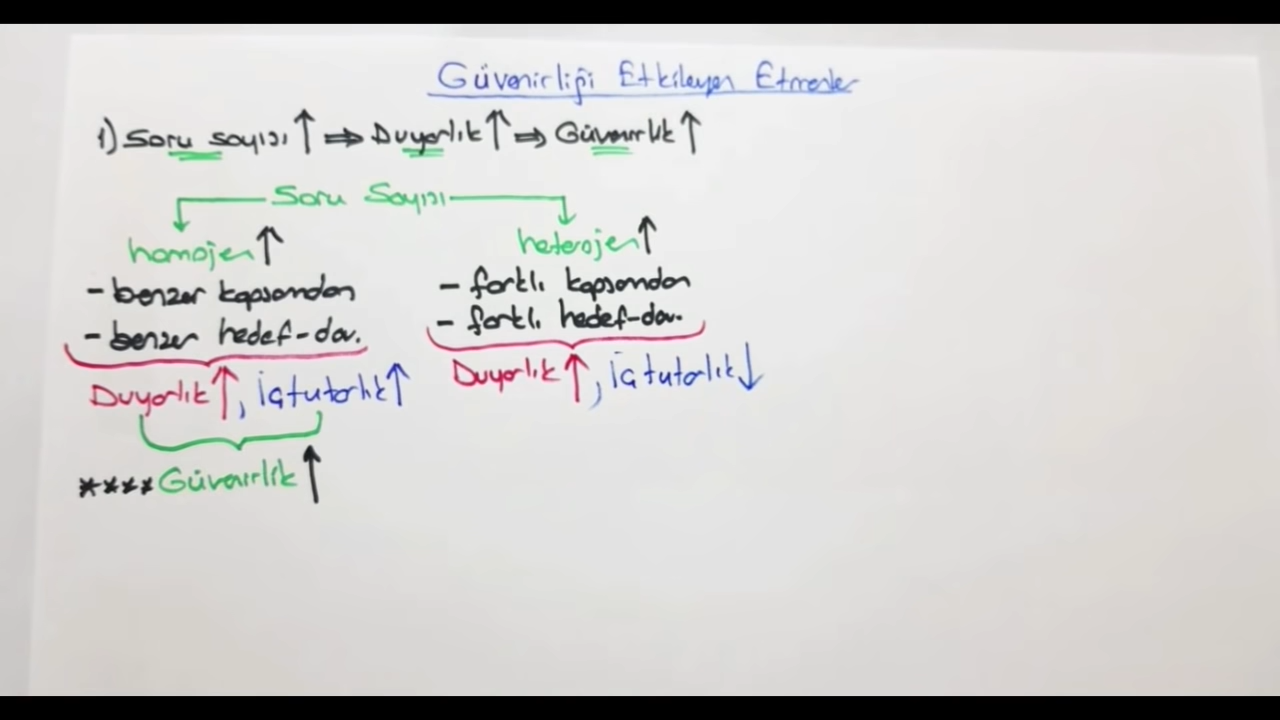 Güvenirliği Etkileyen Etmenler
1) Soru sayısı ↑ ⇒ Duyarlık ↑ ⇒ Güvenirlik ↑
Soru Sayısı
homojen ↑
- benzer kapsamdan
- benzer hedef-dav.
Duyarlık ↑, İçtutarlık ↑
**** Güvenirlik ↑
heterojen ↑
- farklı kapsamdan
- farklı hedef-dav.
Duyarlık ↑, İçtutarlık ↓